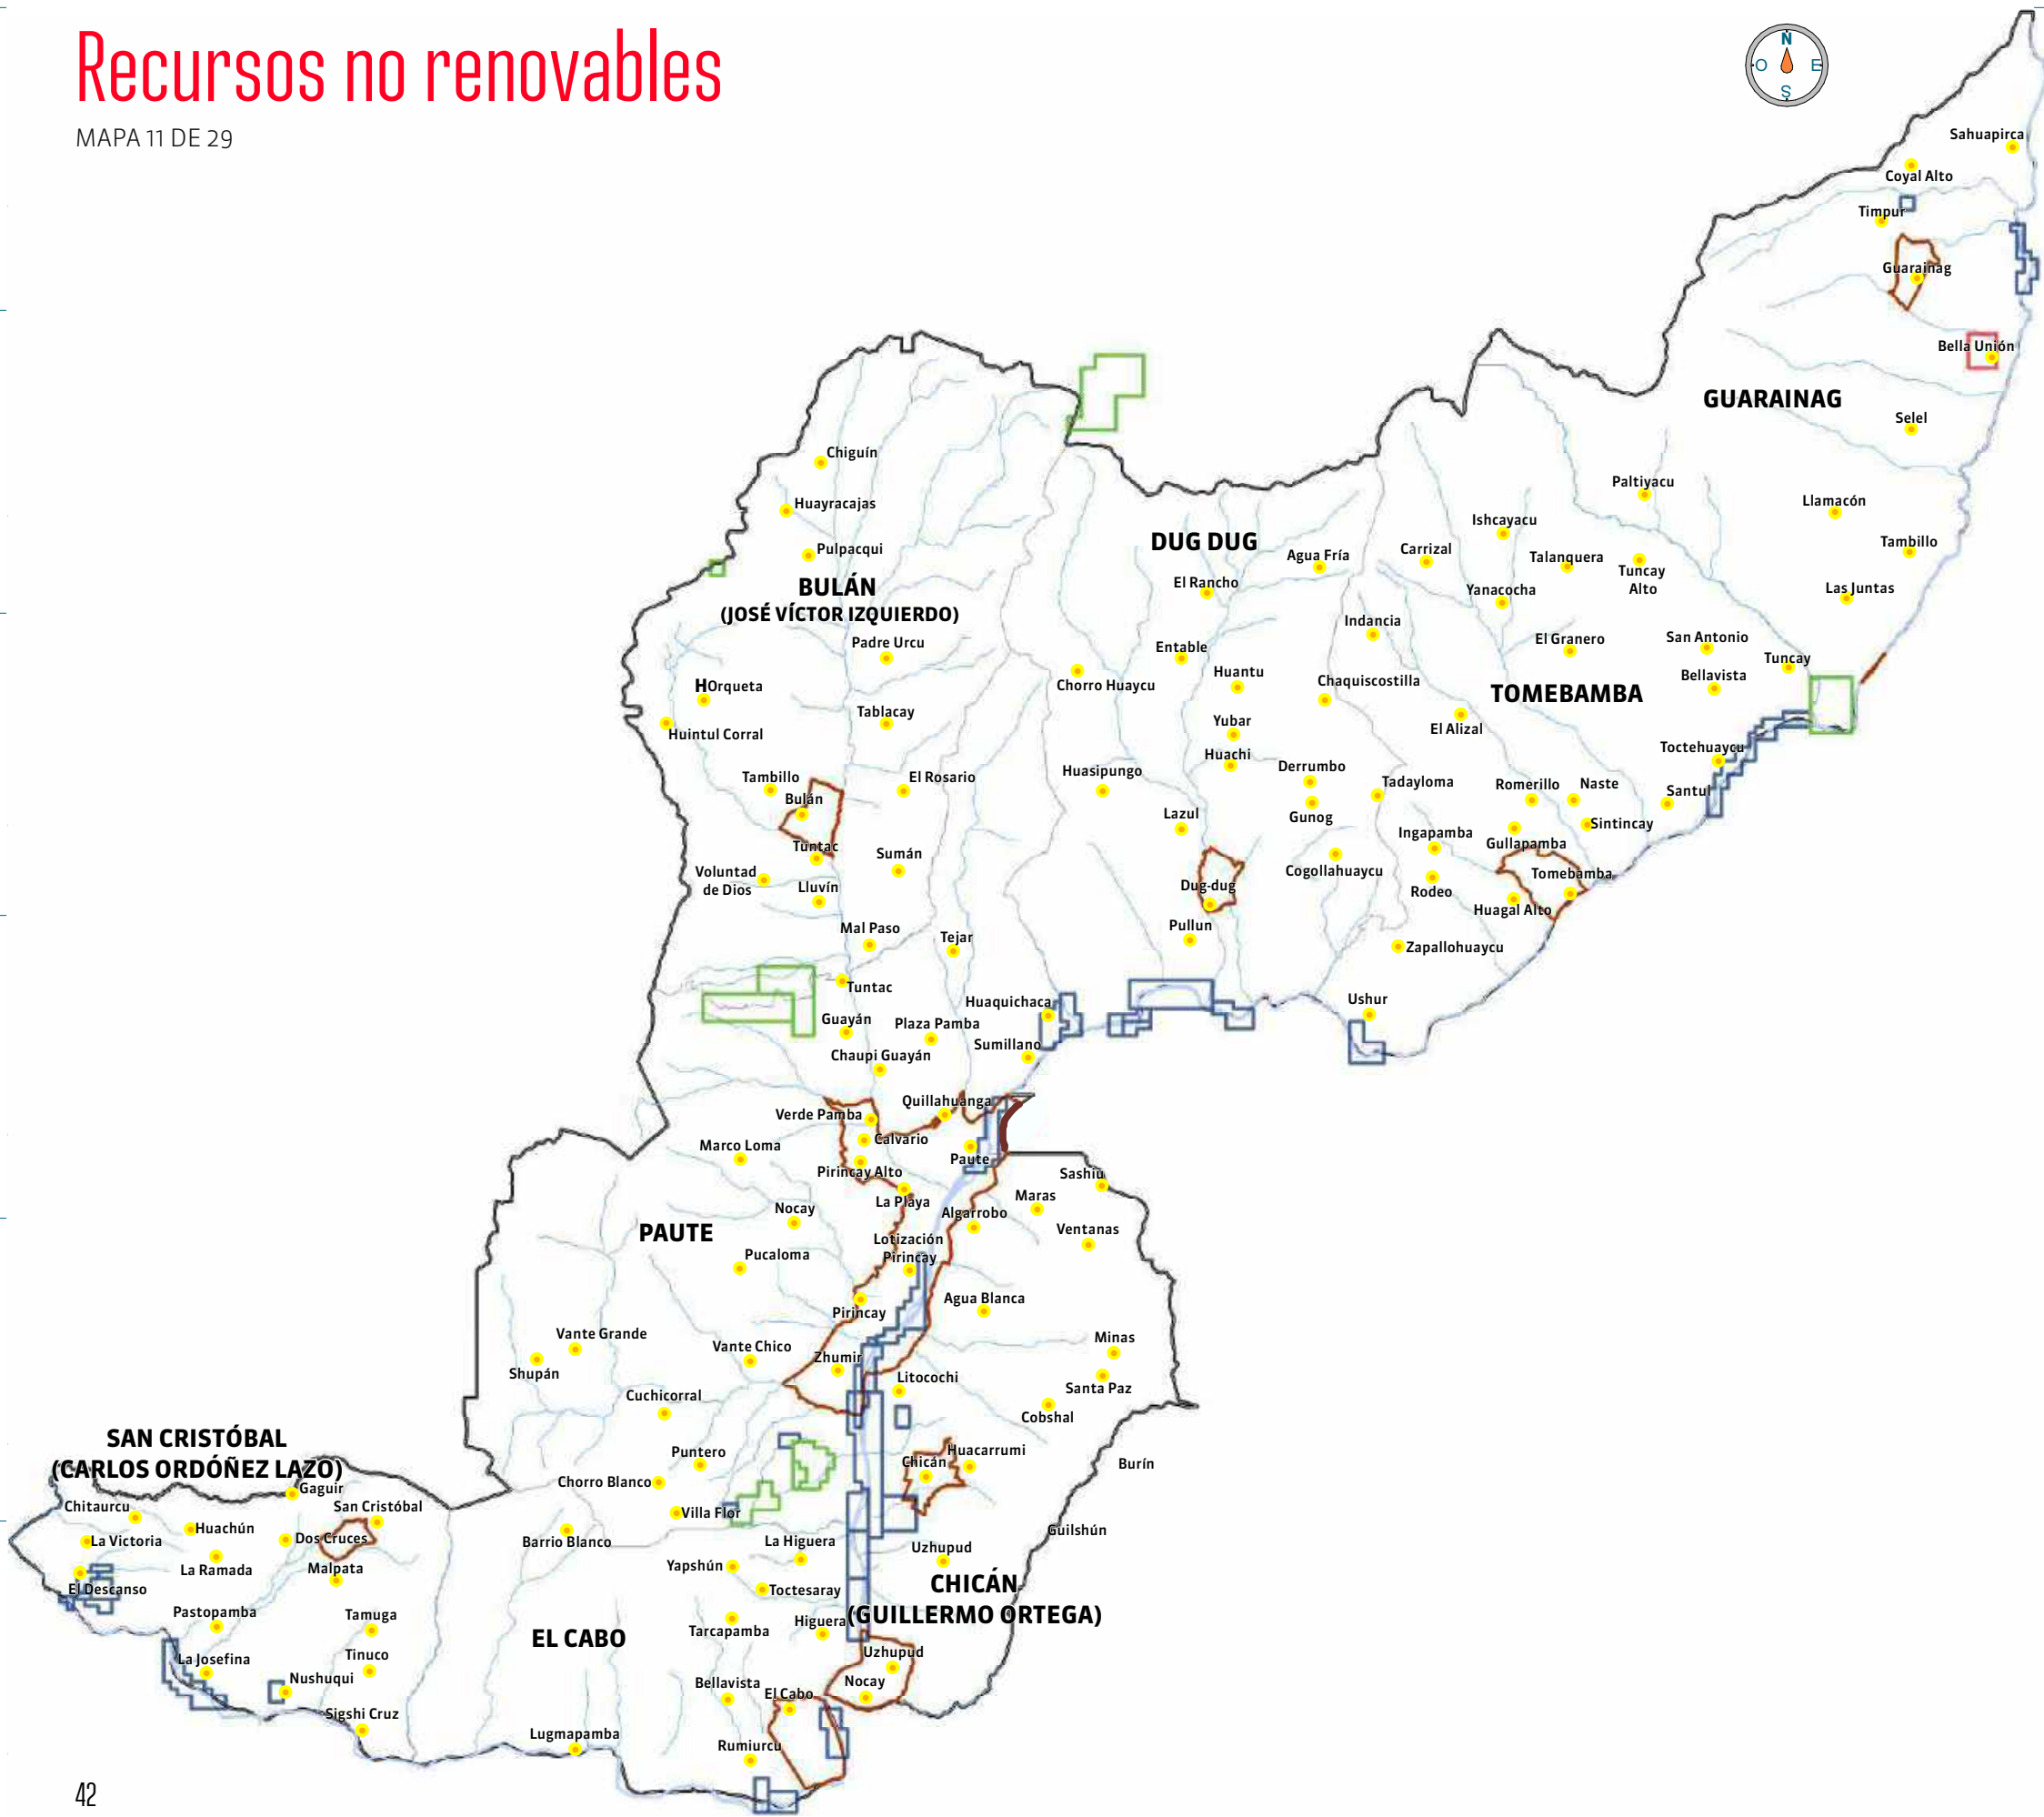 Recursos no renovables
MAPA 11 DE 29
N
O
E
S
Sahuapirca
Coyal Alto
Timpur
Guarainag
Bella Unión
GUARAINAG
Selel
Chiguín
Paltiyacu
Llamacón
Huayracajas
Ishcayacu
DUG DUG
Tambillo
Pulpacqui
Agua Fría
Carrizal
Talanquera
Tuncay
Alto
El Rancho
BULÁN
(JOSÉ VÍCTOR IZQUIERDO)
Yanacocha
Las Juntas
Indancia
Padre Urcu
Entable
El Granero
San Antonio
Tuncay
Huantu
Chorro Huaycu
Chaquiscostilla
Bellavista
HOrqueta
TOMEBAMBA
Tablacay
Yubar
El Alizal
Huintul Corral
Toctehuaycu
Huachi
Derrumbo
Huasipungo
Tambillo
El Rosario
Tadayloma
Romerillo
Naste
Santul
Bulán
Lazul
Gunog
Sintincay
Ingapamba
Gullapamba
Tuntac
Sumán
Voluntad
de Dios
Cogollahuaycu
Tomebamba
Lluvín
Dug-dug
Rodeo
Huagal Alto
Mal Paso
Tejar
Pullun
Zapallohuaycu
Tuntac
Huaquichaca
Ushur
Guayán
Plaza Pamba
Sumillano
Chaupi Guayán
Quillahuanga
Verde Pamba
Calvario
Marco Loma
Paute
Pirincay Alto
Sashiu
La Playa
Maras
Nocay
Algarrobo
Ventanas
PAUTE
Lotización
Pirincay
Pucaloma
Agua Blanca
Pirincay
Vante Grande
Minas
Vante Chico
Zhumir
Shupán
Litocochi
Santa Paz
Cuchicorral
Cobshal
SAN CRISTÓBAL
(CARLOS ORDÓÑEZ LAZO)
Puntero
Huacarrumi
Chicán
Burín
Chorro Blanco
Gaguir
Chitaurcu
San Cristóbal
Villa Flor
Huachún
Guilshún
La Victoria
Dos Cruces
Barrio Blanco
La Higuera
Uzhupud
La Ramada
Malpata
Yapshún
El Descanso
Toctesaray
CHICÁN
(GUILLERMO ORTEGA)
Pastopamba
Tamuga
Higuera
Tarcapamba
EL CABO
La Josefina
Tinuco
Uzhupud
Nushuqui
Bellavista
El Cabo
Nocay
Sigshi Cruz
Lugmapamba
Rumiurcu
42